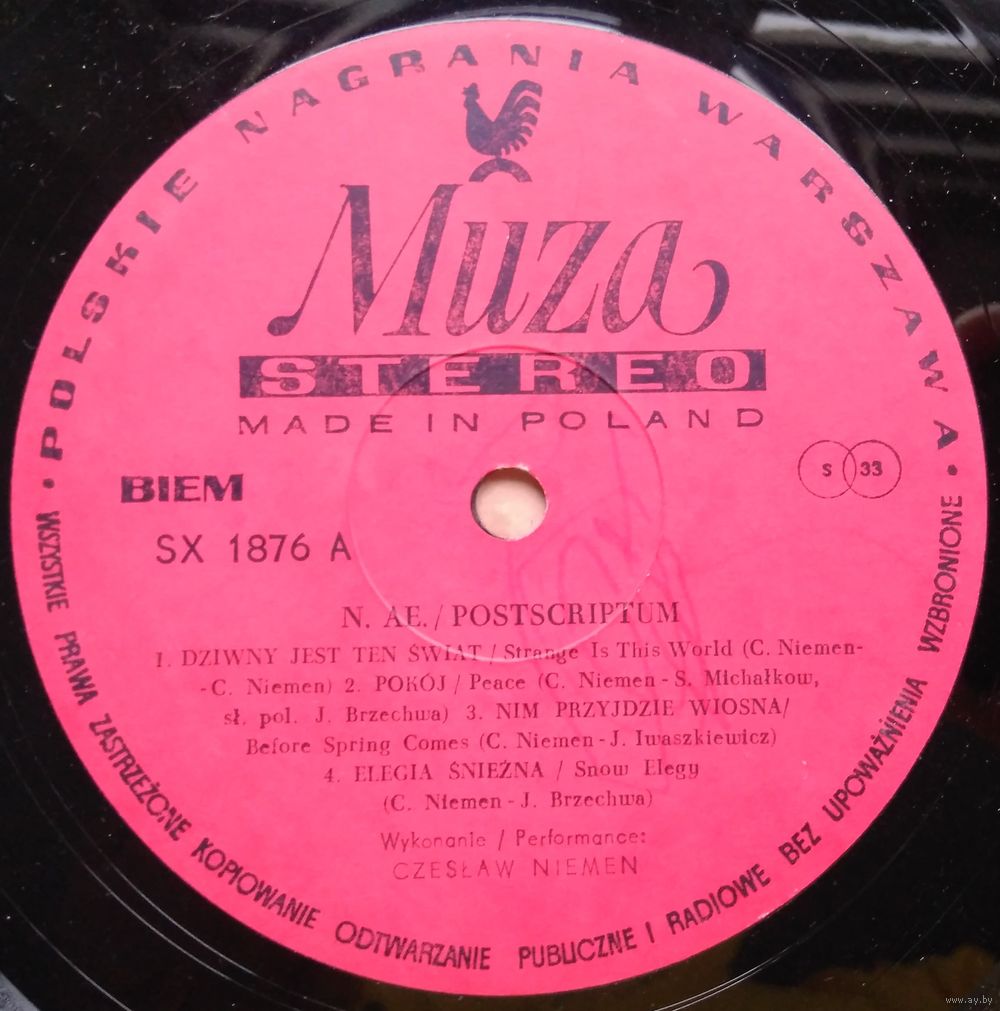 • POLSKIE NAGRANIA WARSZAWA •
Muza
STEREO
MADE IN POLAND
BIEM
S 33
SX 1876 A
N. AE./POSTSCRIPTUM
1. DZIWNY JEST TEN ŚWIAT / Strange Is This World (C. Niemen-
-C. Niemen) 2. POKÓJ / Peace (C. Niemen - S. Michałkow,
sł. pol. J. Brzechwa) 3. NIM PRZYJDZIE WIOSNA/
Before Spring Comes (C. Niemen - J. Iwaszkiewicz)
4. ELEGIA ŚNIEŻNA / Snow Elegy
(C. Niemen - J. Brzechwa)
Wykonanie / Performance:
CZESŁAW NIEMEN
WSZYSTKIE PRAWA ZASTRZEŻONE KOPIOWANIE ODTWARZANIE PUBLICZNE I RADIOWE BEZ UPOWAŻNIENIA WZBRONIONE
www.ay.by